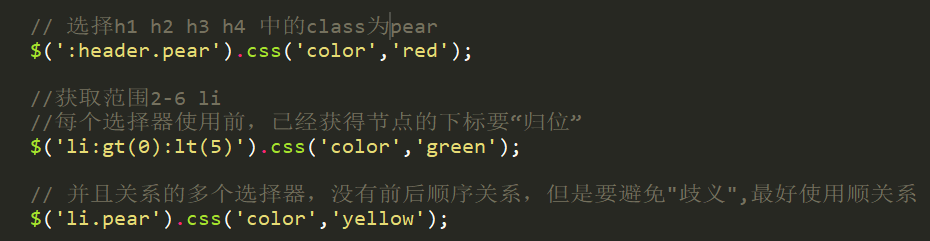 // 选择h1 h2 h3 h4 中的class为pear
$(':header.pear').css('color','red');
//获取范围2-6 li
//每个选择器使用前，已经获得节点的下标要“归位”
$('li:gt(0):lt(5)').css('color','green');
// 并且关系的多个选择器，没有前后顺序关系，但是要避免"歧义",最好使用顺关系
$('li.pear').css('color','yellow');